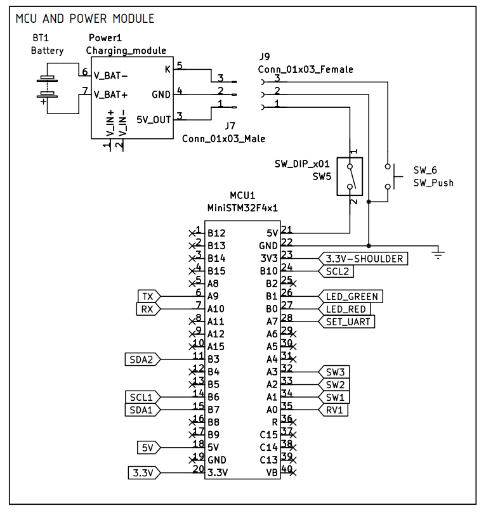 MCU AND POWER MODULE
BT1
Battery
Power1
Charging_module
6 V_BAT-
7 V_BAT+
K 5
GND 4
5V_OUT 3
V_IN+ 1
V_IN- 2
3
2
1
J7
Conn_01x03_Male
J9
Conn_01x03_Female
3
2
1
SW_DIP_x01
SW5
1
2
SW_6
SW_Push
MCU1
MiniSTM32F4x1
1 B12
2 B13
3 B14
4 B15
5 A8
TX 6 A9
RX 7 A10
8 A11
9 A12
10 A15
SDA2 11 B3
12 B4
13 B5
SCL1 14 B6
SDA1 15 B7
16 B8
17 B9
5V 18 5V
19 GND
3.3V 20 3.3V
5V 21
GND 22
3V3 23 3.3V-SHOULDER
B10 24 SCL2
B2 25
B1 26 LED_GREEN
B0 27 LED_RED
A7 28 SET_UART
A6 29
A5 30
A4 31
A3 32 SW3
A2 33 SW2
A1 34 SW1
A0 35 RV1
R 36
C15 37
C14 38
C13 39
VB 40